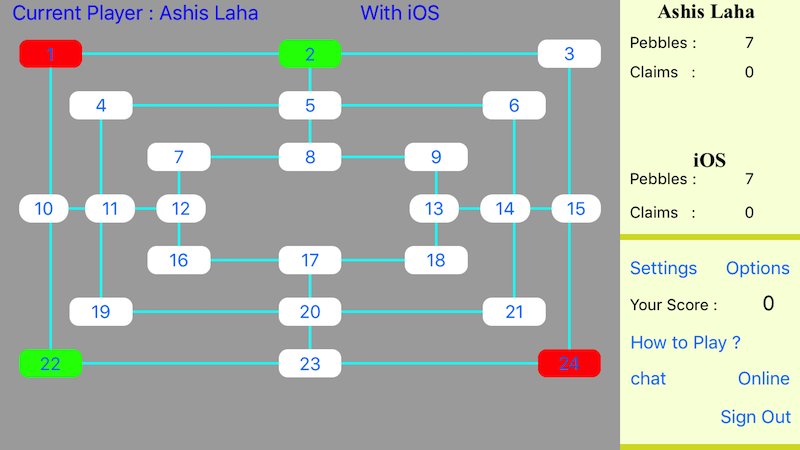 Current Player : Ashis Laha
With iOS
1
2
3
4
5
6
7
8
9
10
11
12
13
14
15
16
17
18
19
20
21
22
23
24
Ashis Laha
Pebbles : 7
Claims : 0
iOS
Pebbles : 7
Claims : 0
Settings Options
Your Score : 0
How to Play ?
chat Online
Sign Out